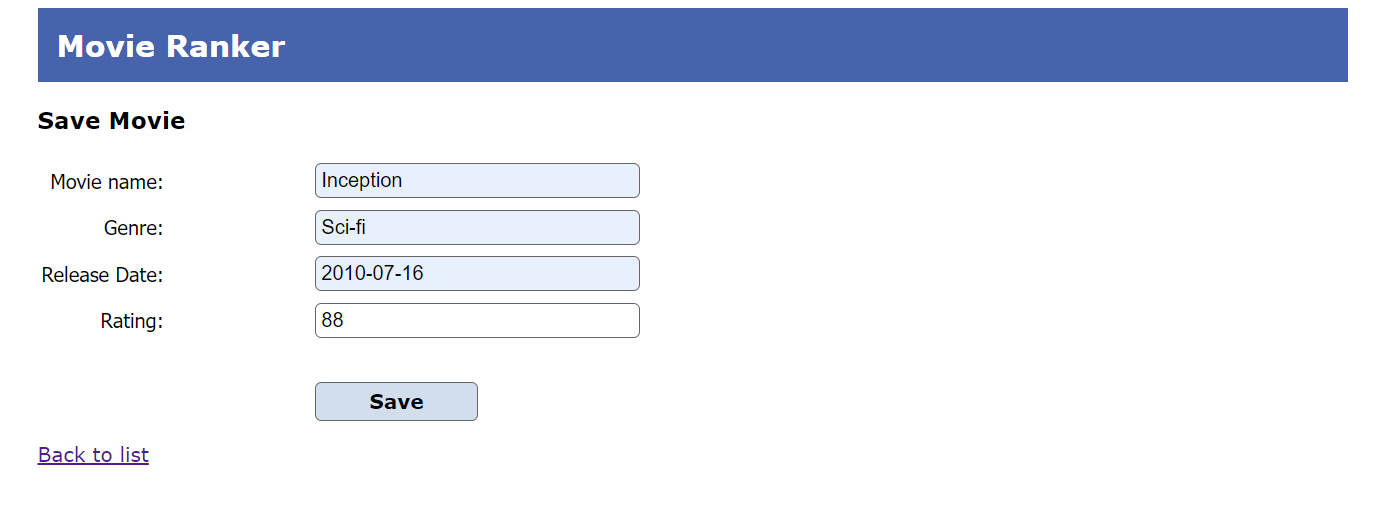 Movie Ranker
Save Movie
Movie name: Inception
Genre: Sci-fi
Release Date: 2010-07-16
Rating: 88
Save
Back to list